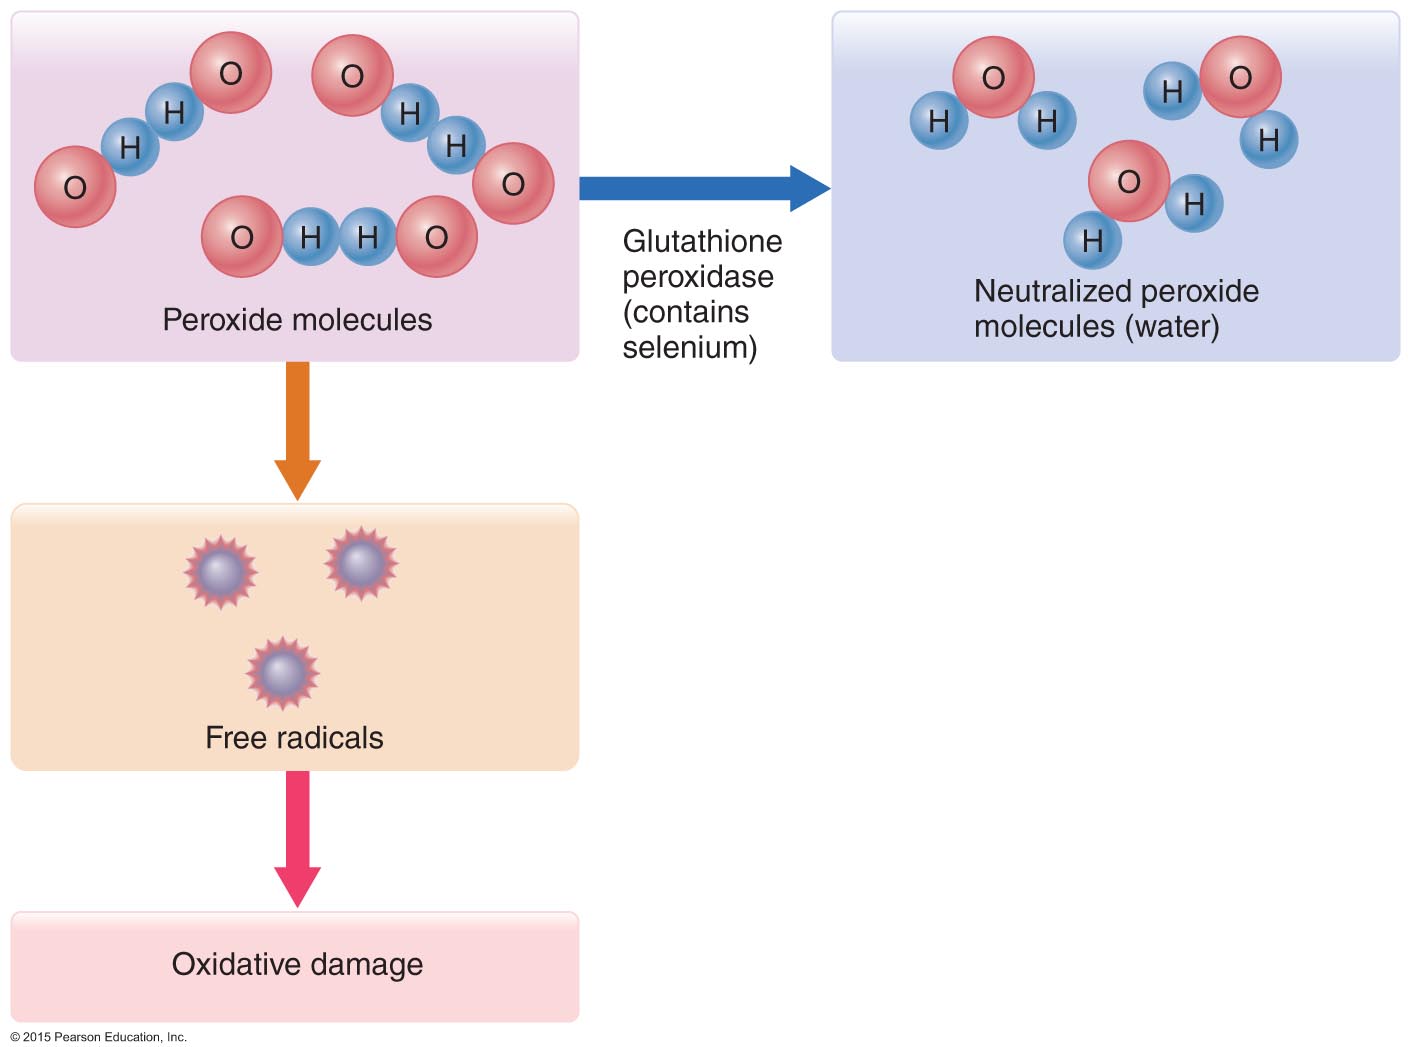 O
H
H
O
O
H
H
O
O
H
H
O
Peroxide molecules
Glutathione
peroxidase
(contains
selenium)
O
H
H
O
H
H
O
H
H
Neutralized peroxide
molecules (water)
Free radicals
Oxidative damage
© 2015 Pearson Education, Inc.